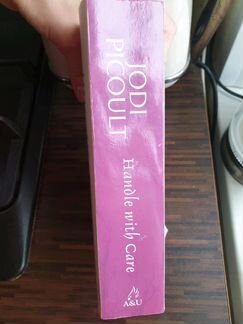 JODI
PICOULT
Handle with Care
A&U